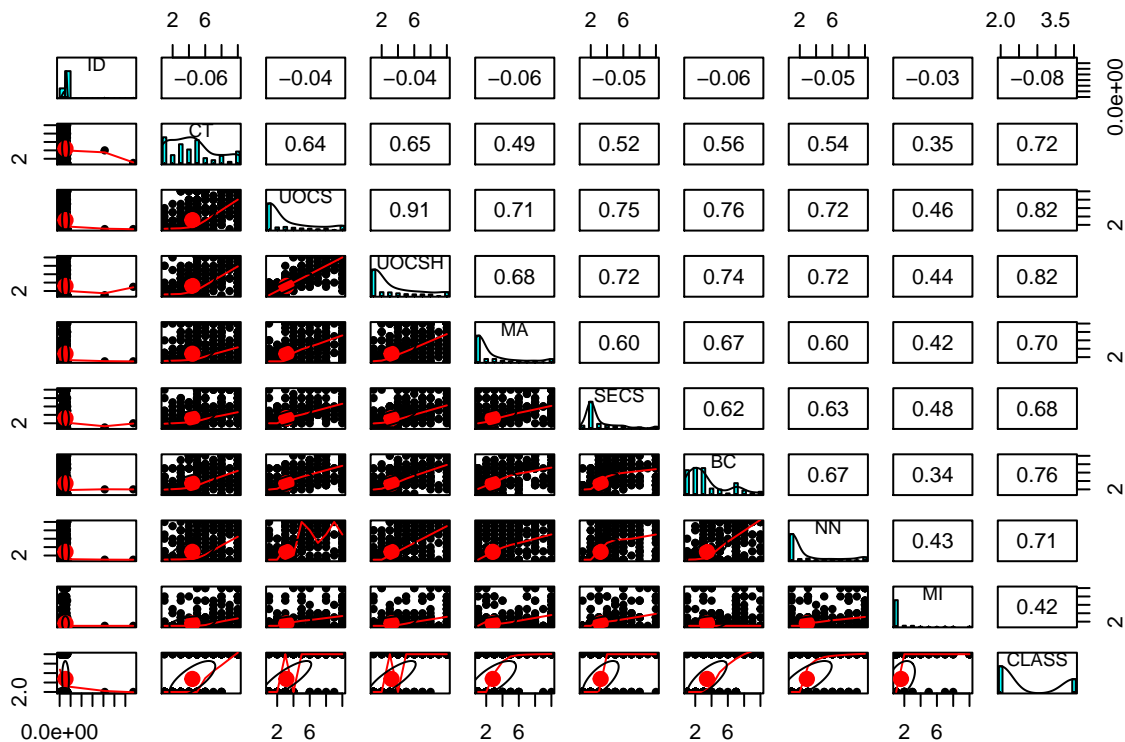 2 6 2 6 2 6 2.0 3.5
ID −0.06 −0.04 −0.04 −0.06 −0.05 −0.06 −0.05 −0.03 −0.08 0.0e+00
2 CT 0.64 0.65 0.49 0.52 0.56 0.54 0.35 0.72
UOCS 0.91 0.71 0.75 0.76 0.72 0.46 0.82 2
2 UOCSH 0.68 0.72 0.74 0.72 0.44 0.82
MA 0.60 0.67 0.60 0.42 0.70 2
2 SECS 0.62 0.63 0.48 0.68
BC 0.67 0.34 0.76 2
2 NN 0.43 0.71
MI 0.42 2
2.0 CLASS
0.0e+00 2 6 2 6 2 6 2 6